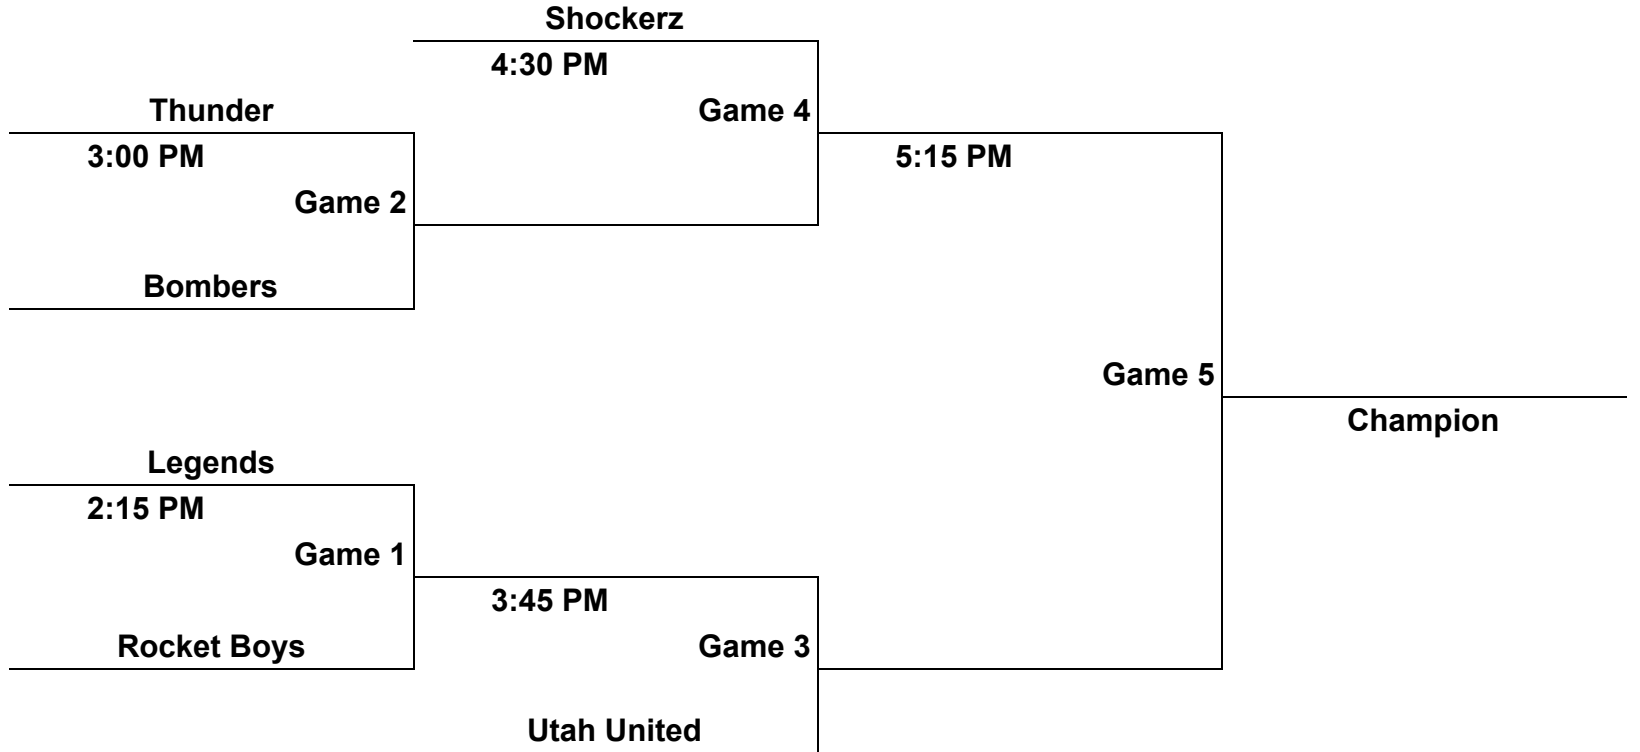 Shockerz
4:30 PM
Thunder
Game 4
3:00 PM
5:15 PM
Game 2
Bombers
Game 5
Champion
Legends
2:15 PM
Game 1
3:45 PM
Rocket Boys
Game 3
Utah United